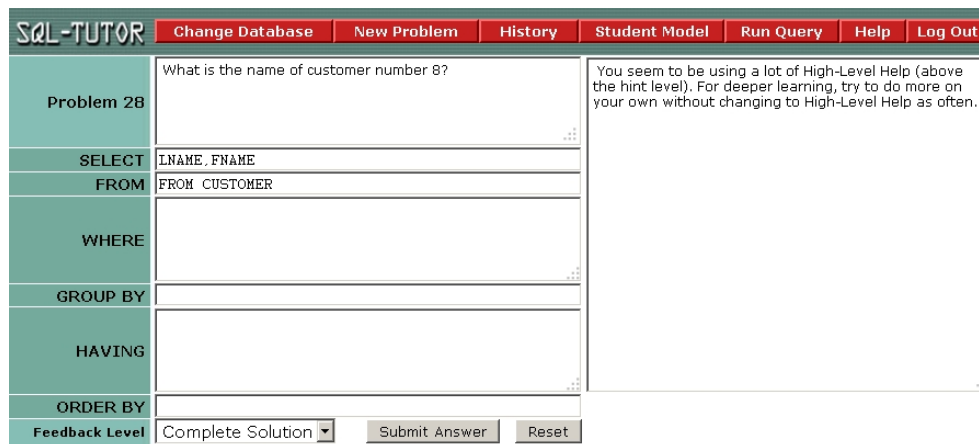 SQL-TUTOR
Change Database New Problem History Student Model Run Query Help Log Out
Problem 28
What is the name of customer number 8?
You seem to be using a lot of High-Level Help (above
the hint level). For deeper learning, try to do more on
your own without changing to High-Level Help as often.
SELECT LNAME,FNAME
FROM FROM CUSTOMER
WHERE
GROUP BY
HAVING
ORDER BY
Feedback Level Complete Solution Submit Answer Reset